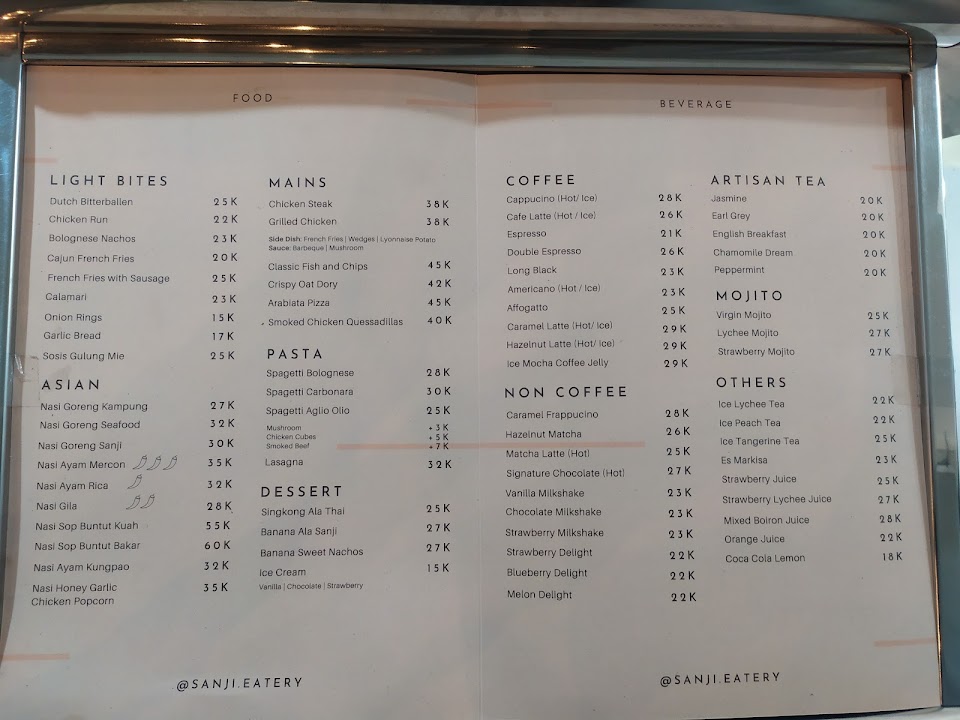 FOOD
LIGHT BITES
Dutch Bitterballen 25K
Chicken Run 22K
Bolognese Nachos 23K
Cajun French Fries 20K
French Fries with Sausage 25K
Calamari 23K
Onion Rings 15K
Garlic Bread 17K
Sosis Gulung Mie 25K
ASIAN
Nasi Goreng Kampung 27K
Nasi Goreng Seafood 32K
Nasi Goreng Sanji 30K
Nasi Ayam Mercon 35K
Nasi Ayam Rica 32K
Nasi Gila 28K
Nasi Sop Buntut Kuah 55K
Nasi Sop Buntut Bakar 60K
Nasi Ayam Kungpao 32K
Nasi Honey Garlic 35K
Chicken Popcorn
MAINS
Chicken Steak 38K
Grilled Chicken 38K
Side Dish: French Fries | Wedges | Lyonnaise Potato
Sauce: Barbeque | Mushroom
Classic Fish and Chips 45K
Crispy Oat Dory 42K
Arabiata Pizza 45K
Smoked Chicken Quessadillas 40K
PASTA
Spagetti Bolognese 28K
Spagetti Carbonara 30K
Spagetti Aglio Olio 25K
Mushroom +3K
Chicken Cubes +5K
Smoked Beef +7K
Lasagna 32K
DESSERT
Singkong Ala Thai 25K
Banana Ala Sanji 27K
Banana Sweet Nachos 27K
Ice Cream 15K
Vanilla | Chocolate | Strawberry
@SANJI.EATERY
BEVERAGE
COFFEE
Cappucino (Hot/ Ice) 28K
Cafe Latte (Hot / Ice) 26K
Espresso 21K
Double Espresso 26K
Long Black 23K
Americano (Hot / Ice) 23K
Affogatto 25K
Caramel Latte (Hot/ Ice) 29K
Hazelnut Latte (Hot/ Ice) 29K
Ice Mocha Coffee Jelly 29K
NON COFFEE
Caramel Frappucino 28K
Hazelnut Matcha 26K
Matcha Latte (Hot) 25K
Signature Chocolate (Hot) 27K
Vanilla Milkshake 23K
Chocolate Milkshake 23K
Strawberry Milkshake 23K
Strawberry Delight 22K
Blueberry Delight 22K
Melon Delight 22K
ARTISAN TEA
Jasmine 20K
Earl Grey 20K
English Breakfast 20K
Chamomile Dream 20K
Peppermint 20K
MOJITO
Virgin Mojito 25K
Lychee Mojito 27K
Strawberry Mojito 27K
OTHERS
Ice Lychee Tea 22K
Ice Peach Tea 22K
Ice Tangerine Tea 25K
Es Markisa 23K
Strawberry Juice 25K
Strawberry Lychee Juice 27K
Mixed Boiron Juice 28K
Orange Juice 22K
Coca Cola Lemon 18K
@SANJI.EATERY